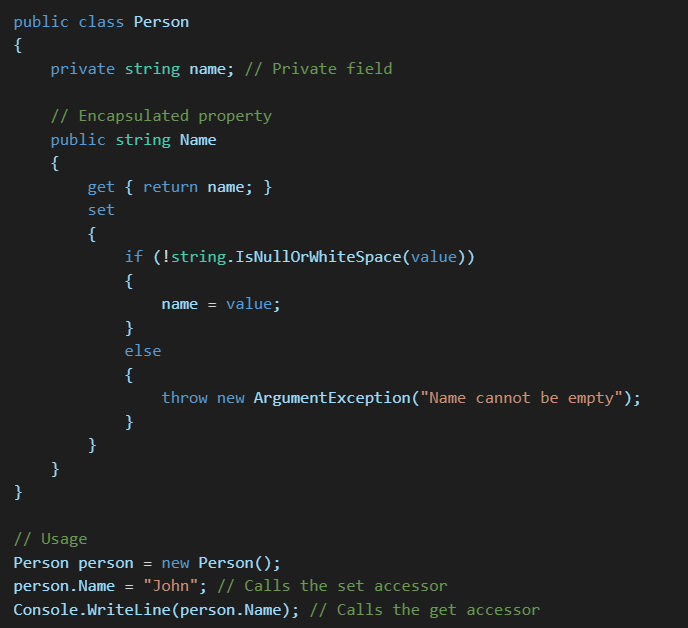 public class Person
{
    private string name; // Private field

    // Encapsulated property
    public string Name
    {
        get { return name; }
        set
        {
            if (!string.IsNullOrWhiteSpace(value))
            {
                name = value;
            }
            else
            {
                throw new ArgumentException("Name cannot be empty");
            }
        }
    }
}

// Usage
Person person = new Person();
person.Name = "John"; // Calls the set accessor
Console.WriteLine(person.Name); // Calls the get accessor